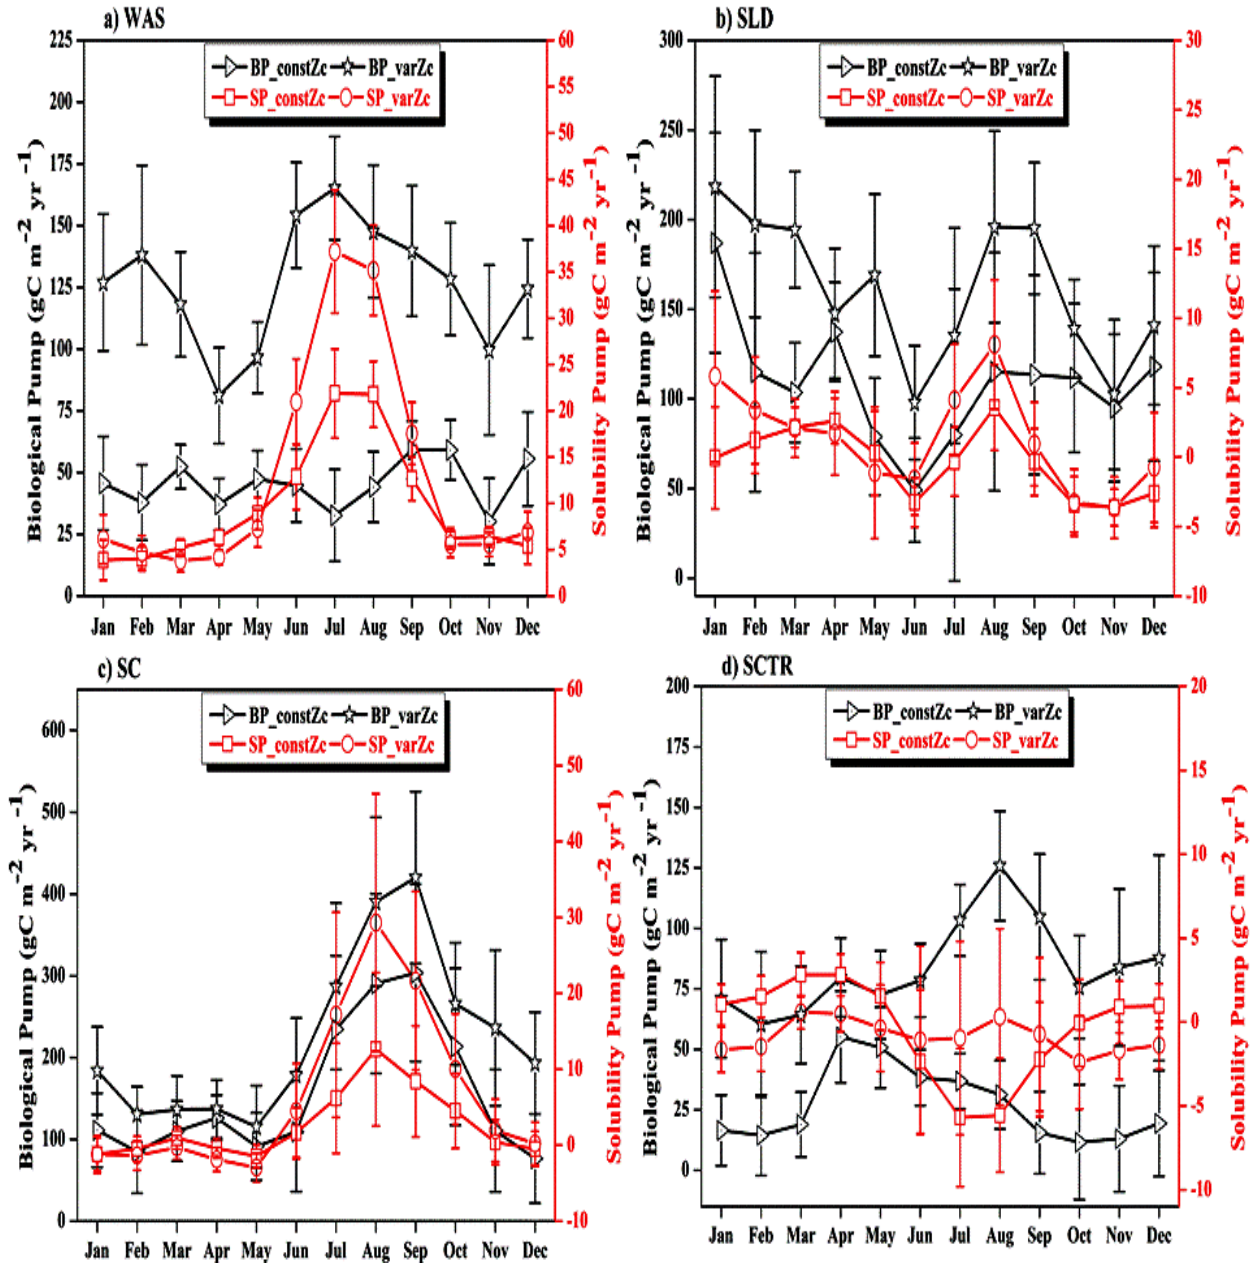 a) WAS
BP_constZc BP_varZc
SP_constZc SP_varZc
225
200
175
150
125
100
75
50
25
0
Biological Pump (gC m⁻² yr⁻¹)
60
55
50
45
40
35
30
25
20
15
10
5
0
Solubility Pump (gC m⁻² yr⁻¹)
Jan Feb Mar Apr May Jun Jul Aug Sep Oct Nov Dec
b) SLD
BP_constZc BP_varZc
SP_constZc SP_varZc
300
250
200
150
100
50
0
Biological Pump (gC m⁻² yr⁻¹)
30
25
20
15
10
5
0
-5
-10
Solubility Pump (gC m⁻² yr⁻¹)
Jan Feb Mar Apr May Jun Jul Aug Sep Oct Nov Dec
c) SC
BP_constZc BP_varZc
SP_constZc SP_varZc
600
500
400
300
200
100
0
Biological Pump (gC m⁻² yr⁻¹)
60
50
40
30
20
10
0
-10
Solubility Pump (gC m⁻² yr⁻¹)
Jan Feb Mar Apr May Jun Jul Aug Sep Oct Nov Dec
d) SCTR
BP_constZc BP_varZc
SP_constZc SP_varZc
200
175
150
125
100
75
50
25
0
Biological Pump (gC m⁻² yr⁻¹)
20
15
10
5
0
-5
-10
Solubility Pump (gC m⁻² yr⁻¹)
Jan Feb Mar Apr May Jun Jul Aug Sep Oct Nov Dec